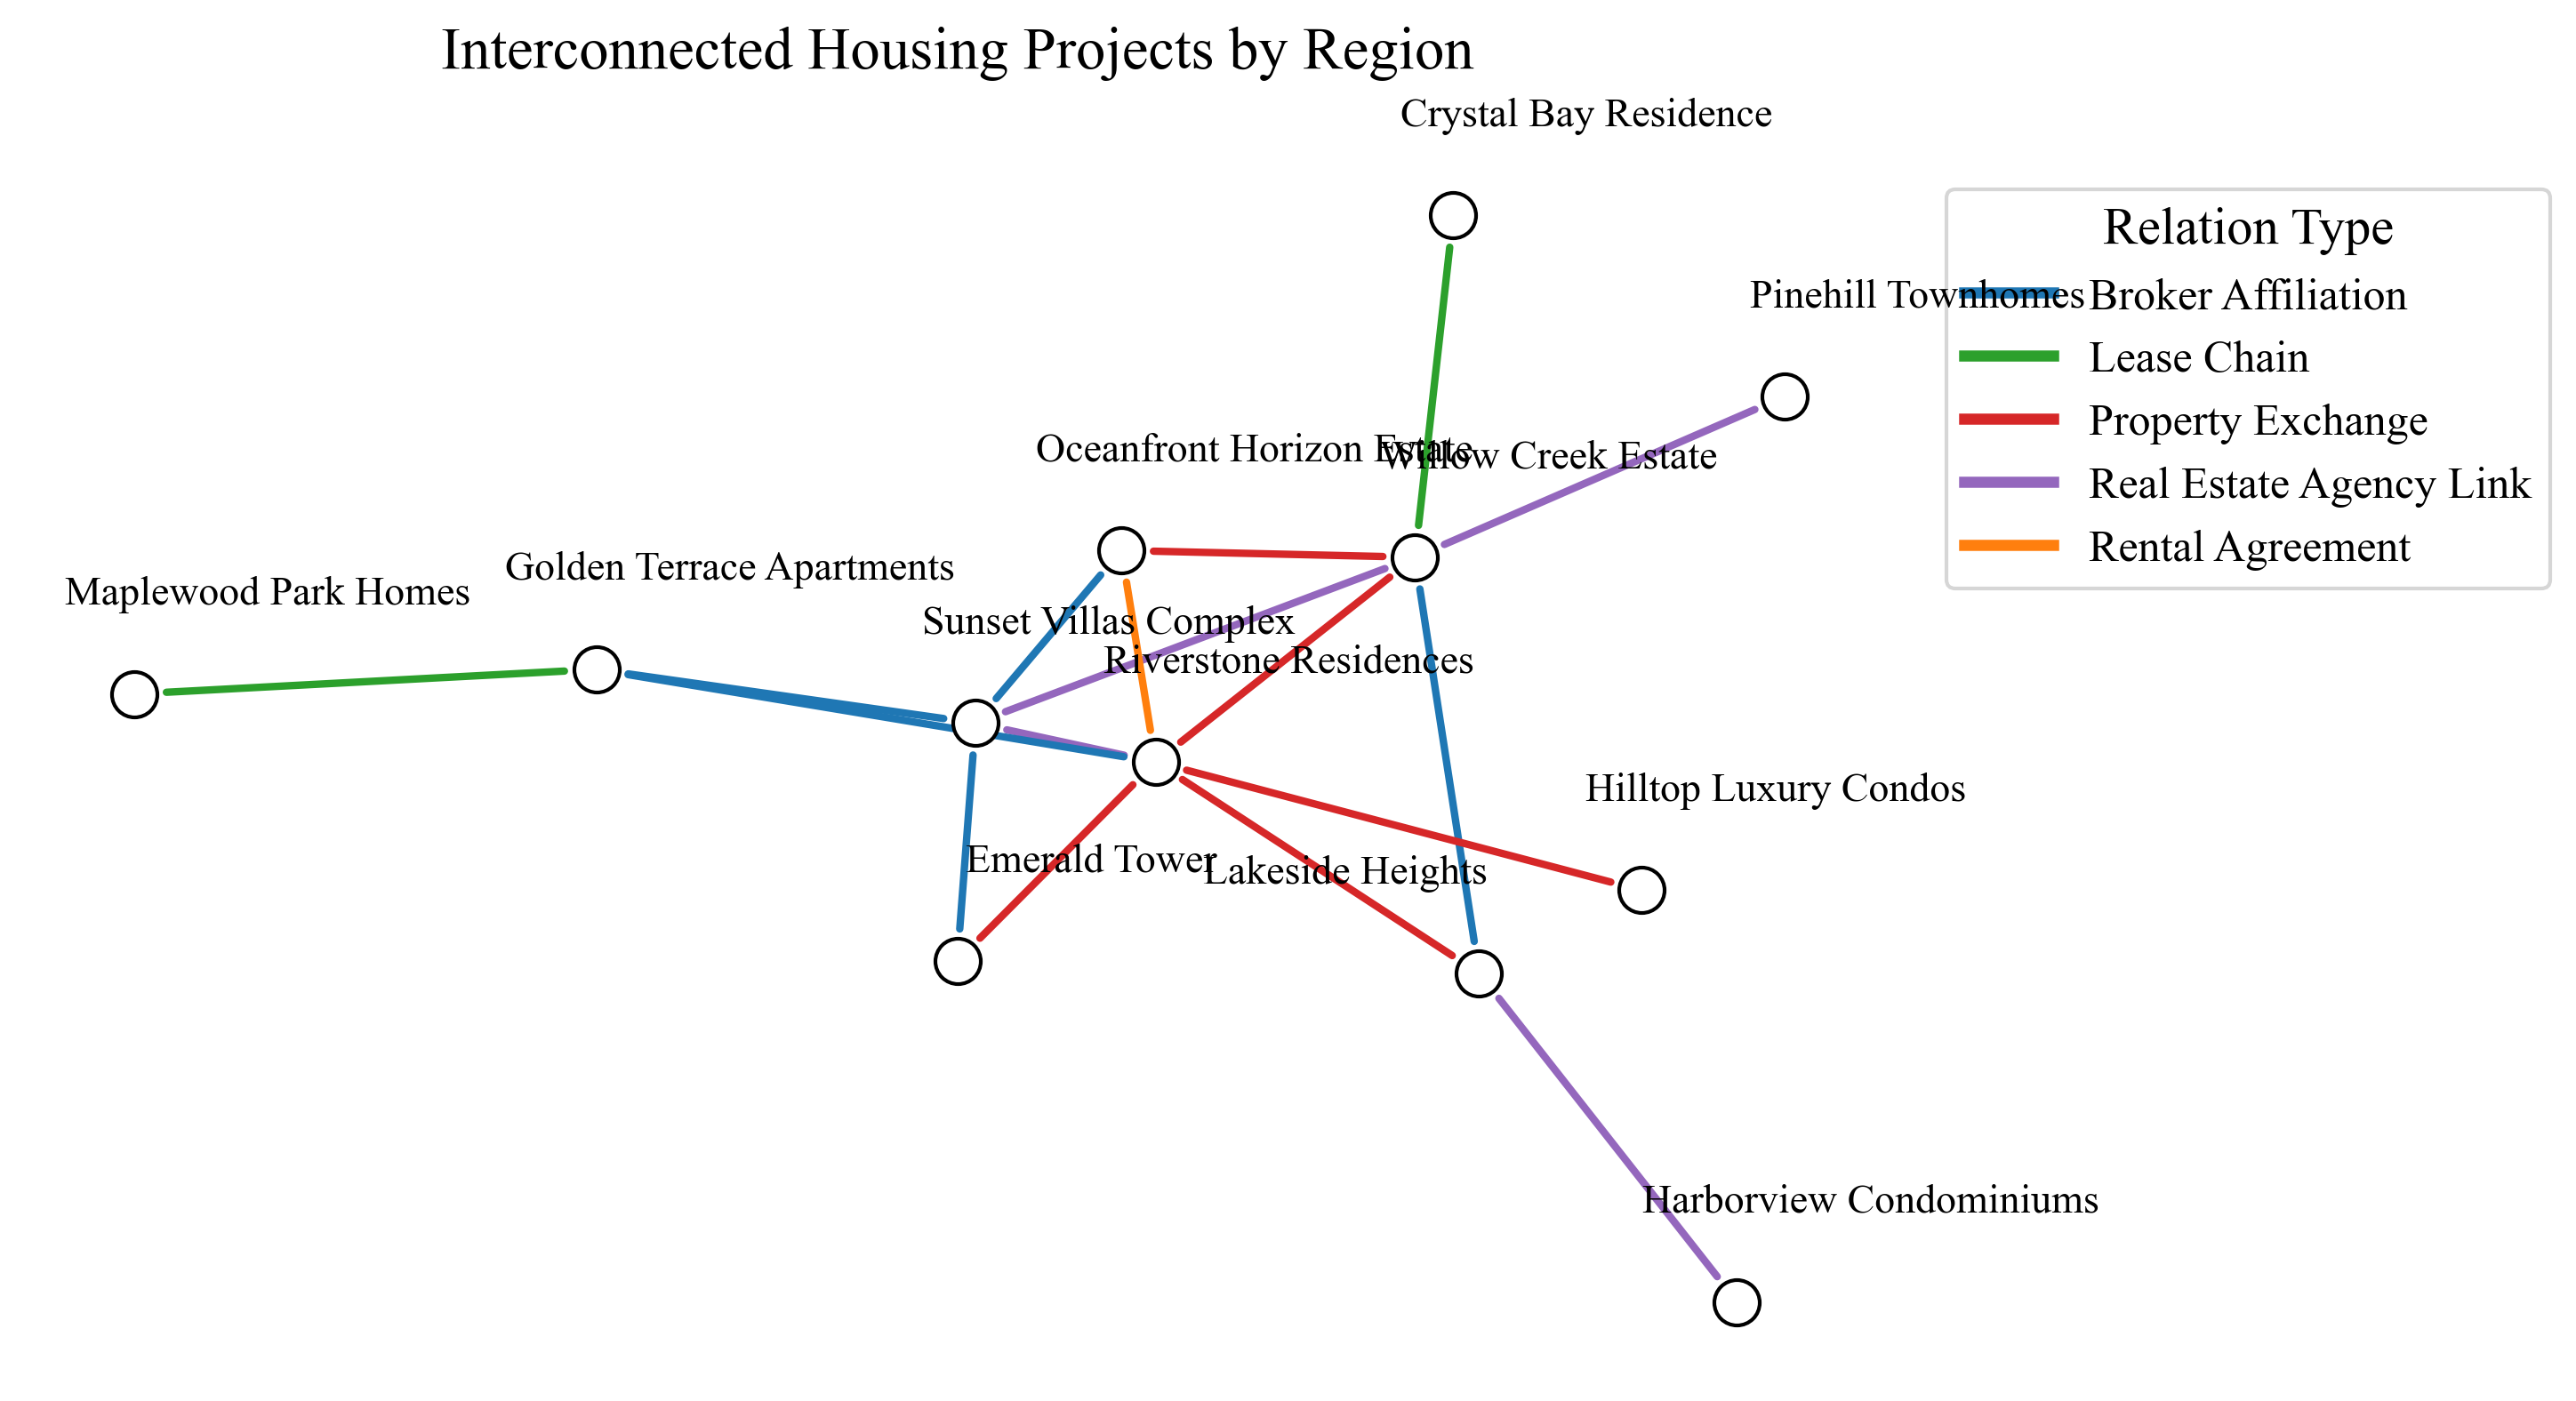 Interconnected Housing Projects by Region
Crystal Bay Residence
Pinehill Townhomes
Oceanfront Horizon Estate
Willow Creek Estate
Golden Terrace Apartments
Maplewood Park Homes
Sunset Villas Complex
Riverstone Residences
Hilltop Luxury Condos
Emerald Tower
Lakeside Heights
Harborview Condominiums
Relation Type
Broker Affiliation
Lease Chain
Property Exchange
Real Estate Agency Link
Rental Agreement